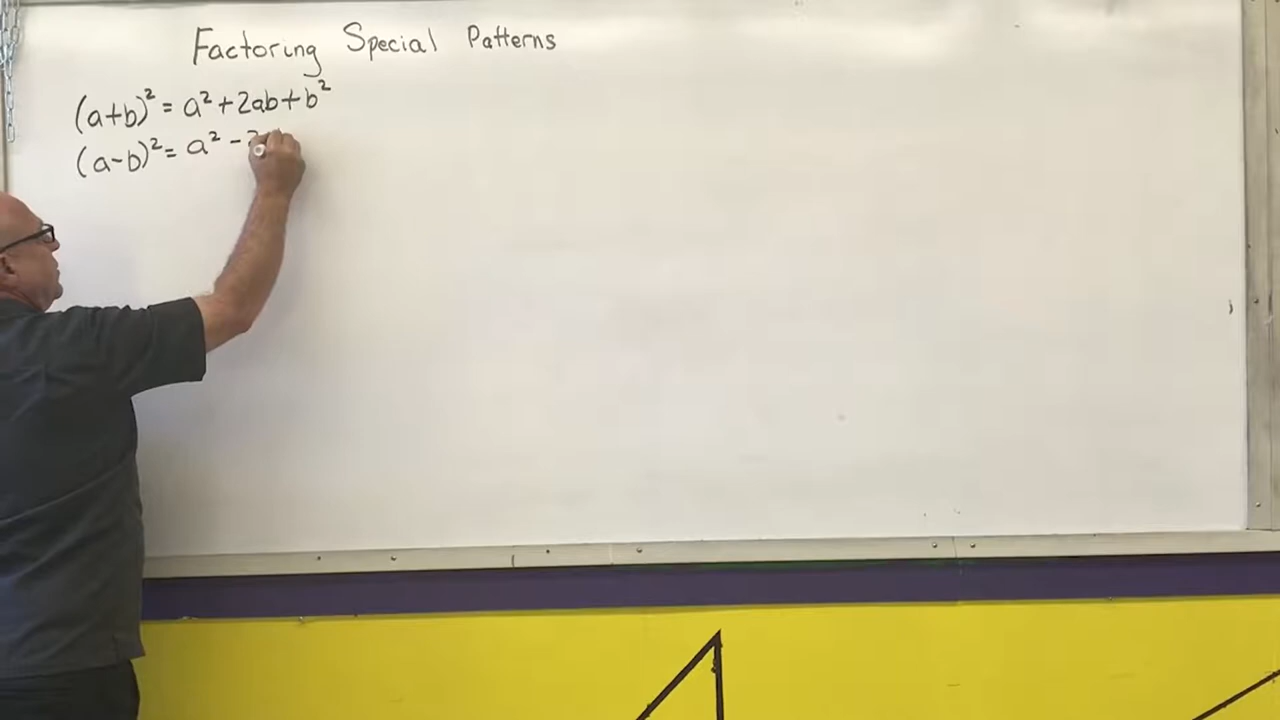 Factoring Special Patterns
(a+b)² = a² + 2ab + b²
(a-b)² = a² -